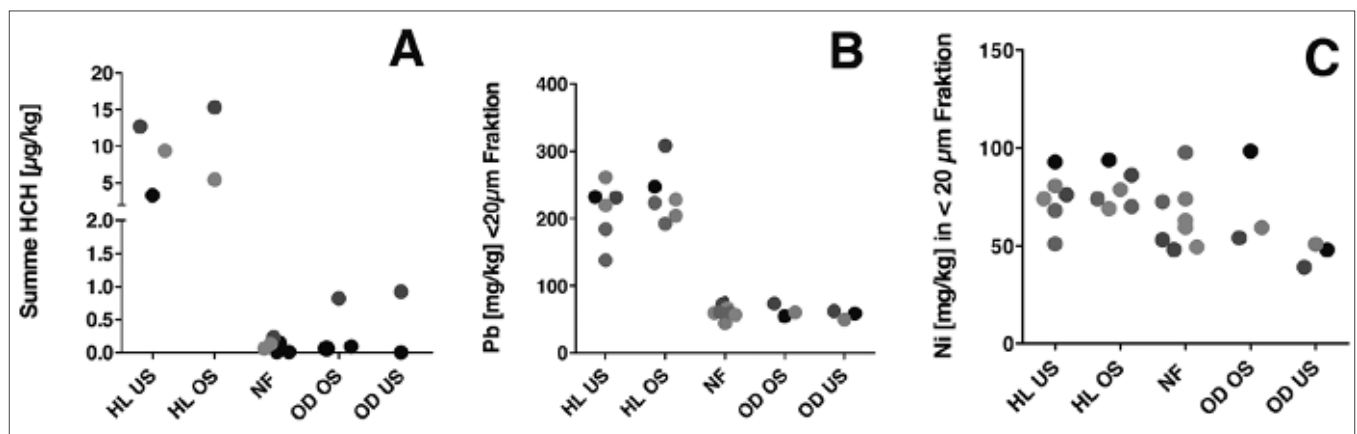 A
Summe HCH [µg/kg]
20
15
10
5
2.0
1.5
1.0
0.5
0.0
HL US
HL OS
NF
OD OS
OD US
B
Pb [mg/kg] <20µm Fraktion
400
300
200
100
0
HL US
HL OS
NF
OD OS
OD US
C
Ni [mg/kg] in < 20 µm Fraktion
150
100
50
0
HL US
HL OS
NF
OD OS
OD US